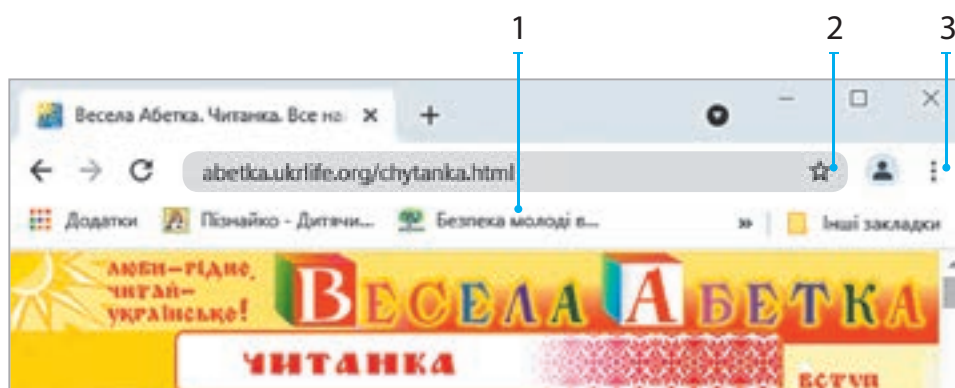 1 2 3
Весела Абетка. Читанка. Все на
abetka.ukrlife.org/chytanka.html
Додатки Пізнайко - Дитячи... Безпека молоді в... » Інші закладки
ЛЮБИ-РІДНЕ,
ЧИТАЙ-
УКРАЇНСЬКЕ!
ВЕСЕЛА АБЕТКА
ЧИТАНКА
ВСТУП